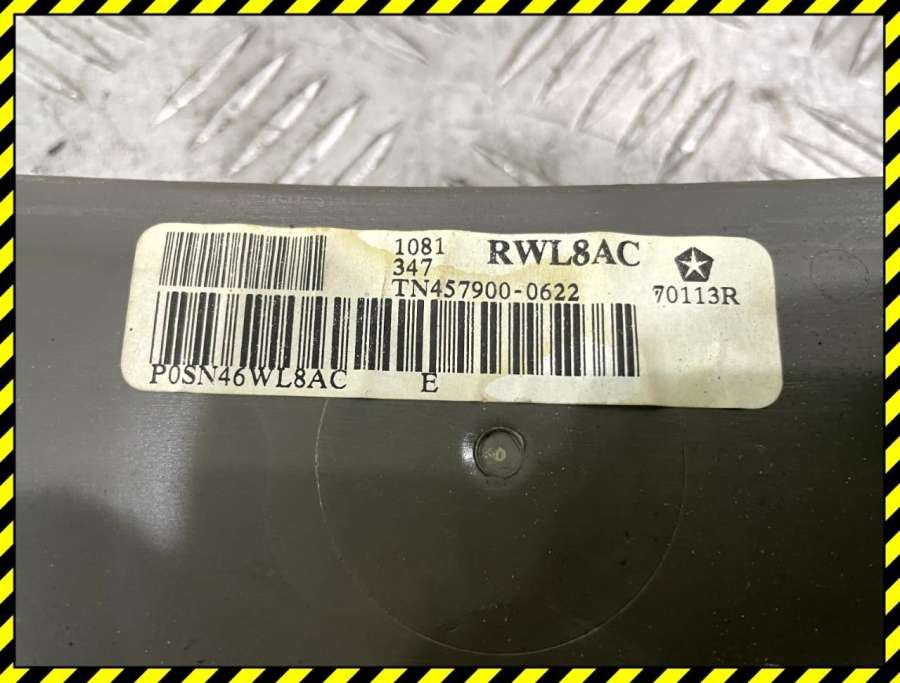 1081 RWL8AC
347
TN457900-0622 70113R
P0SN46WL8AC E